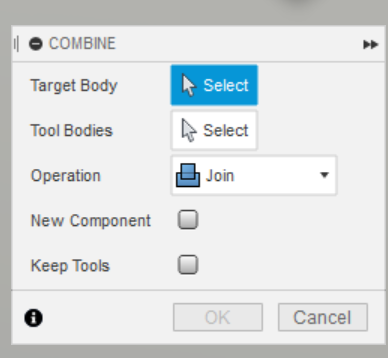 COMBINE
Target Body Select
Tool Bodies Select
Operation Join
New Component
Keep Tools
OK Cancel